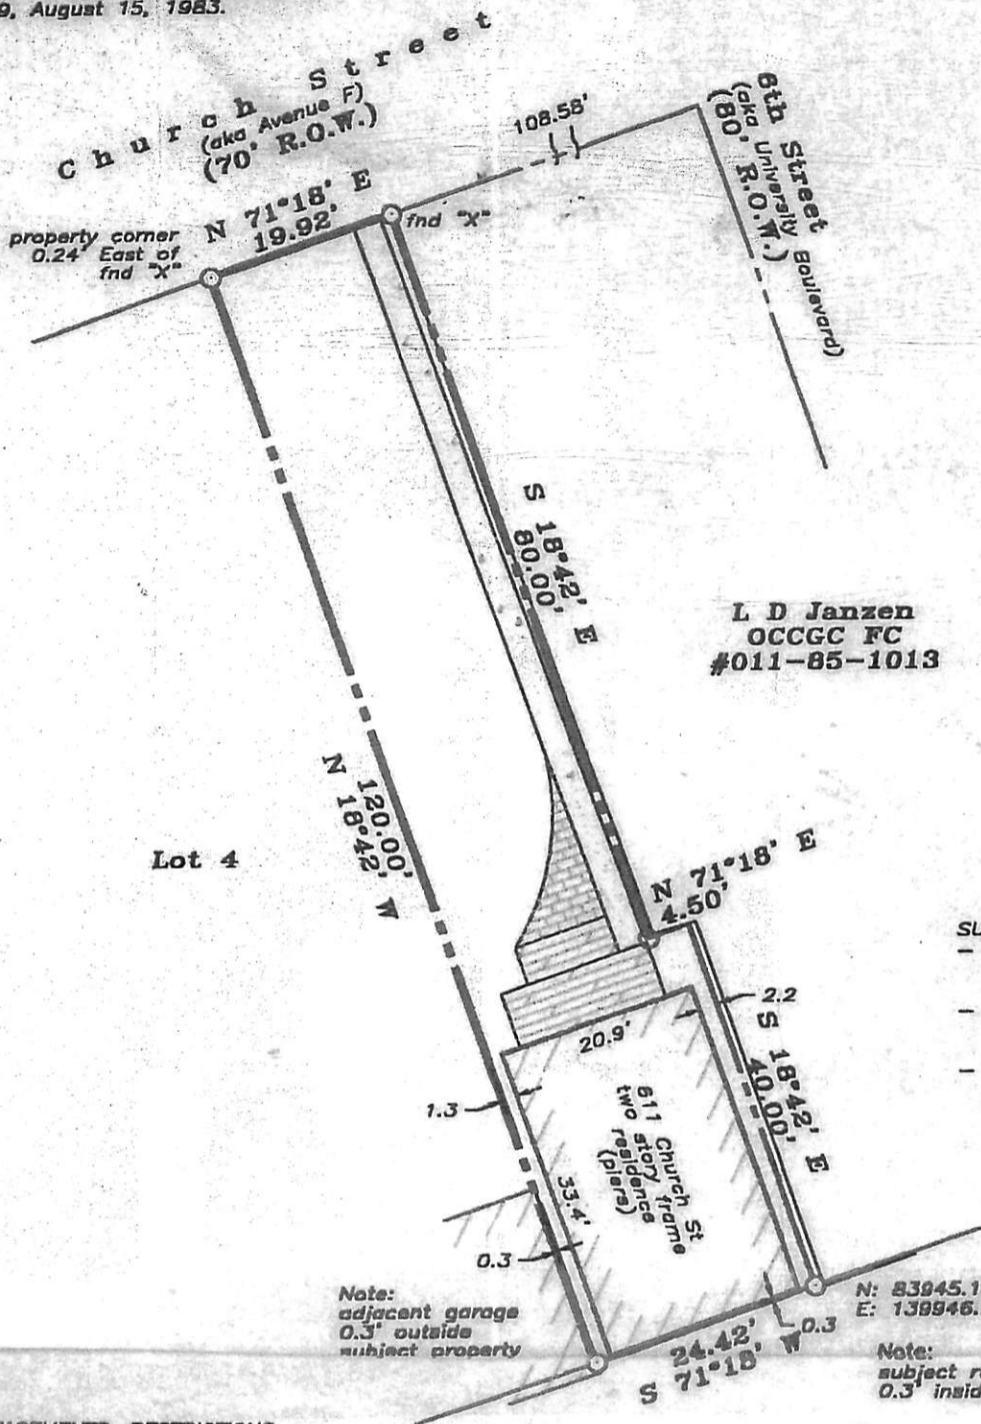 9, August 15, 1983.
Church Street
(aka Avenue F)
(70' R.O.W.)
108.58'
6th Street
(aka University Boulevard)
(80' R.O.W.)
N 71°18' E
19.92'
fnd "X"
property corner
0.24' East of
fnd "X"
S 18°42' E
80.00'
L D Janzen
OCCGC FC
#011-85-1013
120.00'
N 18°42' W
Lot 4
N 71°18' E
4.50'
2.2
S 18°42' E
40.00'
20.9'
1.3
611 Church St
two story frame
residence
(piers)
33.4'
0.3
Note:
adjacent garage
0.3' outside
subject property
N: 83945.1
E: 139946.
0.3
24.42'
S 71°18' W
Note:
subject r
0.3' insid